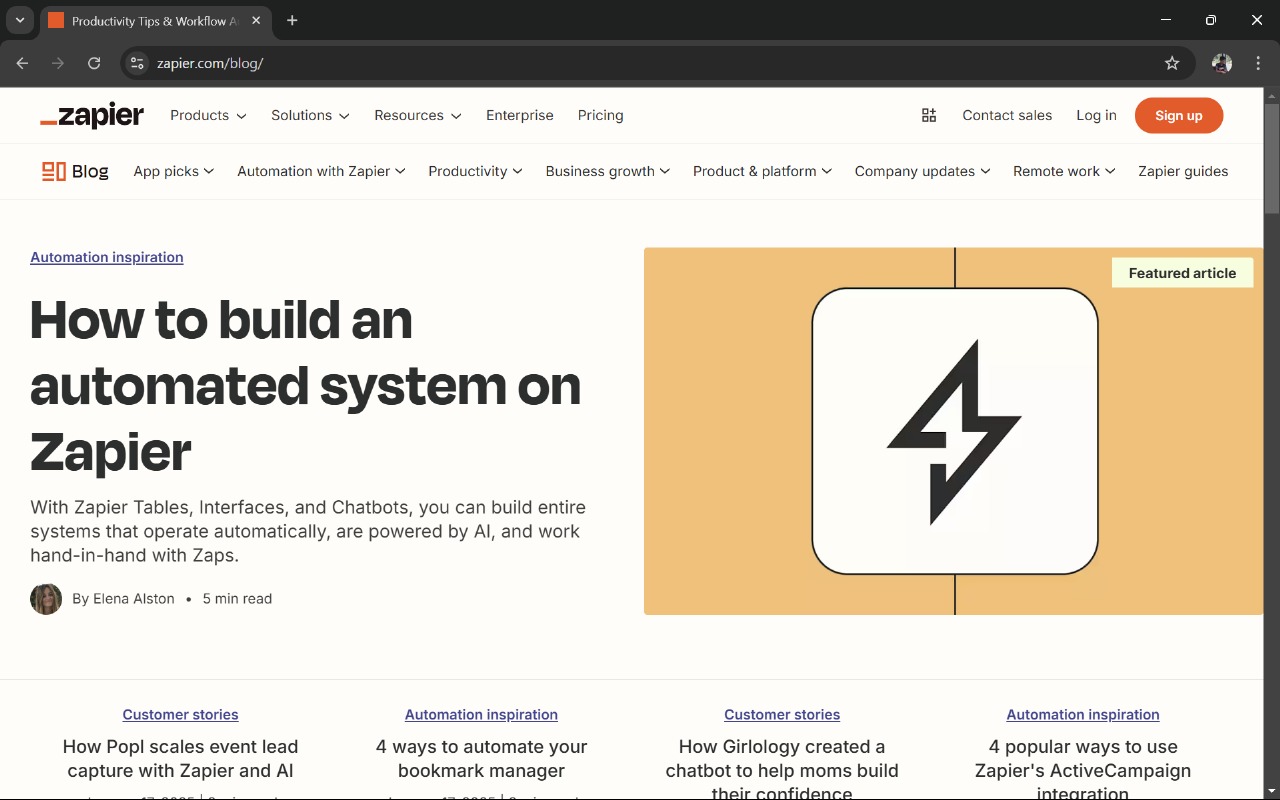 Productivity Tips & Workflow A
zapier.com/blog/
zapier
Products
Solutions
Resources
Enterprise
Pricing
Contact sales
Log in
Sign up
Blog
App picks
Automation with Zapier
Productivity
Business growth
Product & platform
Company updates
Remote work
Zapier guides
Automation inspiration
How to build an
automated system on
Zapier
With Zapier Tables, Interfaces, and Chatbots, you can build entire
systems that operate automatically, are powered by AI, and work
hand-in-hand with Zaps.
By Elena Alston • 5 min read
Featured article
Customer stories
How Popl scales event lead
capture with Zapier and AI
Automation inspiration
4 ways to automate your
bookmark manager
Customer stories
How Girlology created a
chatbot to help moms build
their confidence
Automation inspiration
4 popular ways to use
Zapier's ActiveCampaign
integration